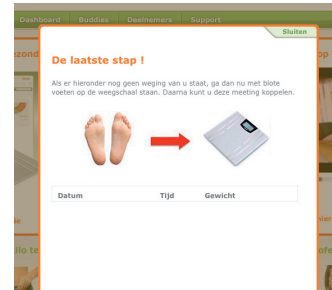 Dashboard Buddies Deelnemers Support
Sluiten
De laatste stap !
Als er hieronder nog geen weging van u staat, ga dan nu met blote
voeten op de weegschaal staan. Daarna kunt u deze meeting koppelen.
Datum Tijd Gewicht